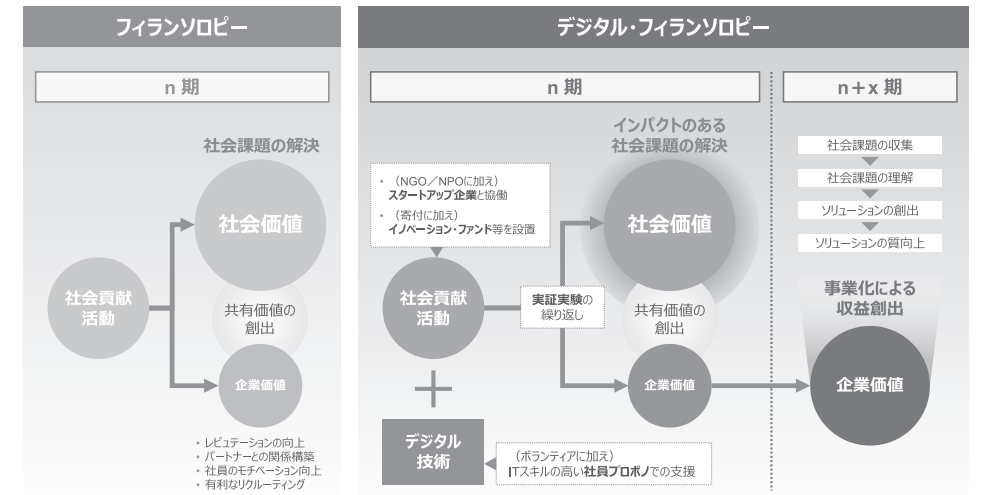 フィランソロピー
n 期
社会課題の解決
社会価値
社会貢献
活動
共有価値の
創出
企業価値
・ レピュテーションの向上
・ パートナーとの関係構築
・ 社員のモチベーション向上
・ 有利なリクルーティング
デジタル・フィランソロピー
n 期
インパクトのある
社会課題の解決
・ （NGO／NPOに加え）
スタートアップ企業と協働
・ （寄付に加え）
イノベーション・ファンド等を設置
社会価値
社会貢献
活動
実証実験の
繰り返し
共有価値の
創出
企業価値
＋
デジタル
技術
（ボランティアに加え）
ITスキルの高い社員プロボノでの支援
n＋x 期
社会課題の収集
社会課題の理解
ソリューションの創出
ソリューションの質向上
事業化による
収益創出
企業価値